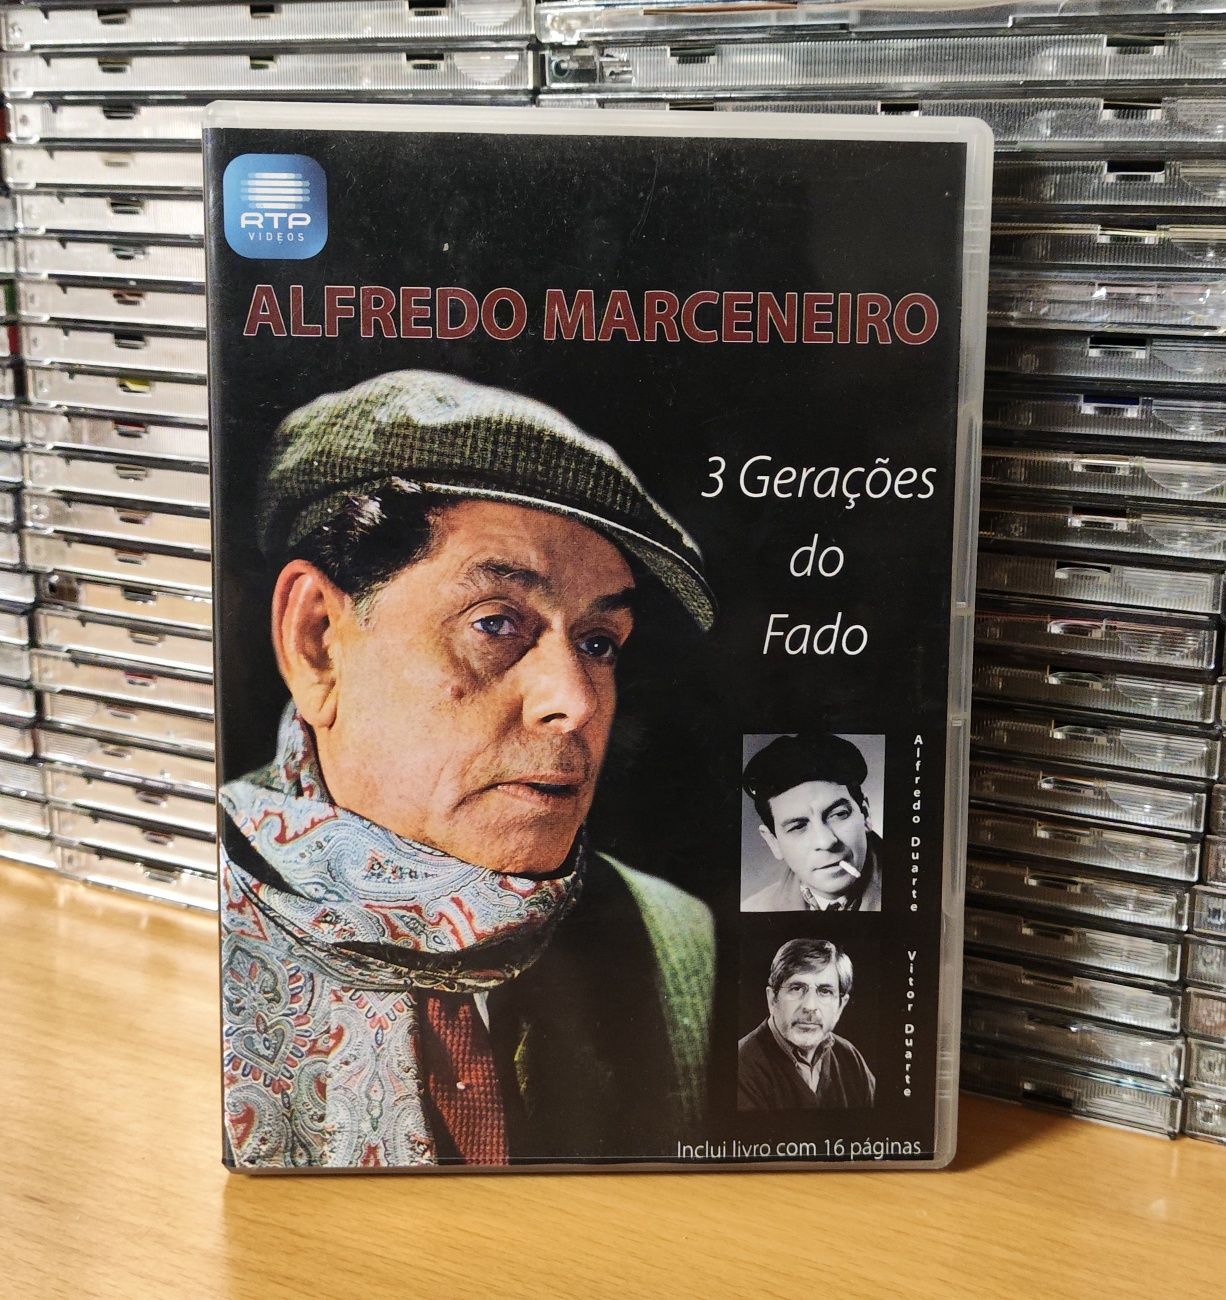 RTP
VIDEOS
ALFREDO MARCENEIRO
3 Gerações
do
Fado
Alfredo Duarte
Vitor Duarte
Inclui livro com 16 páginas